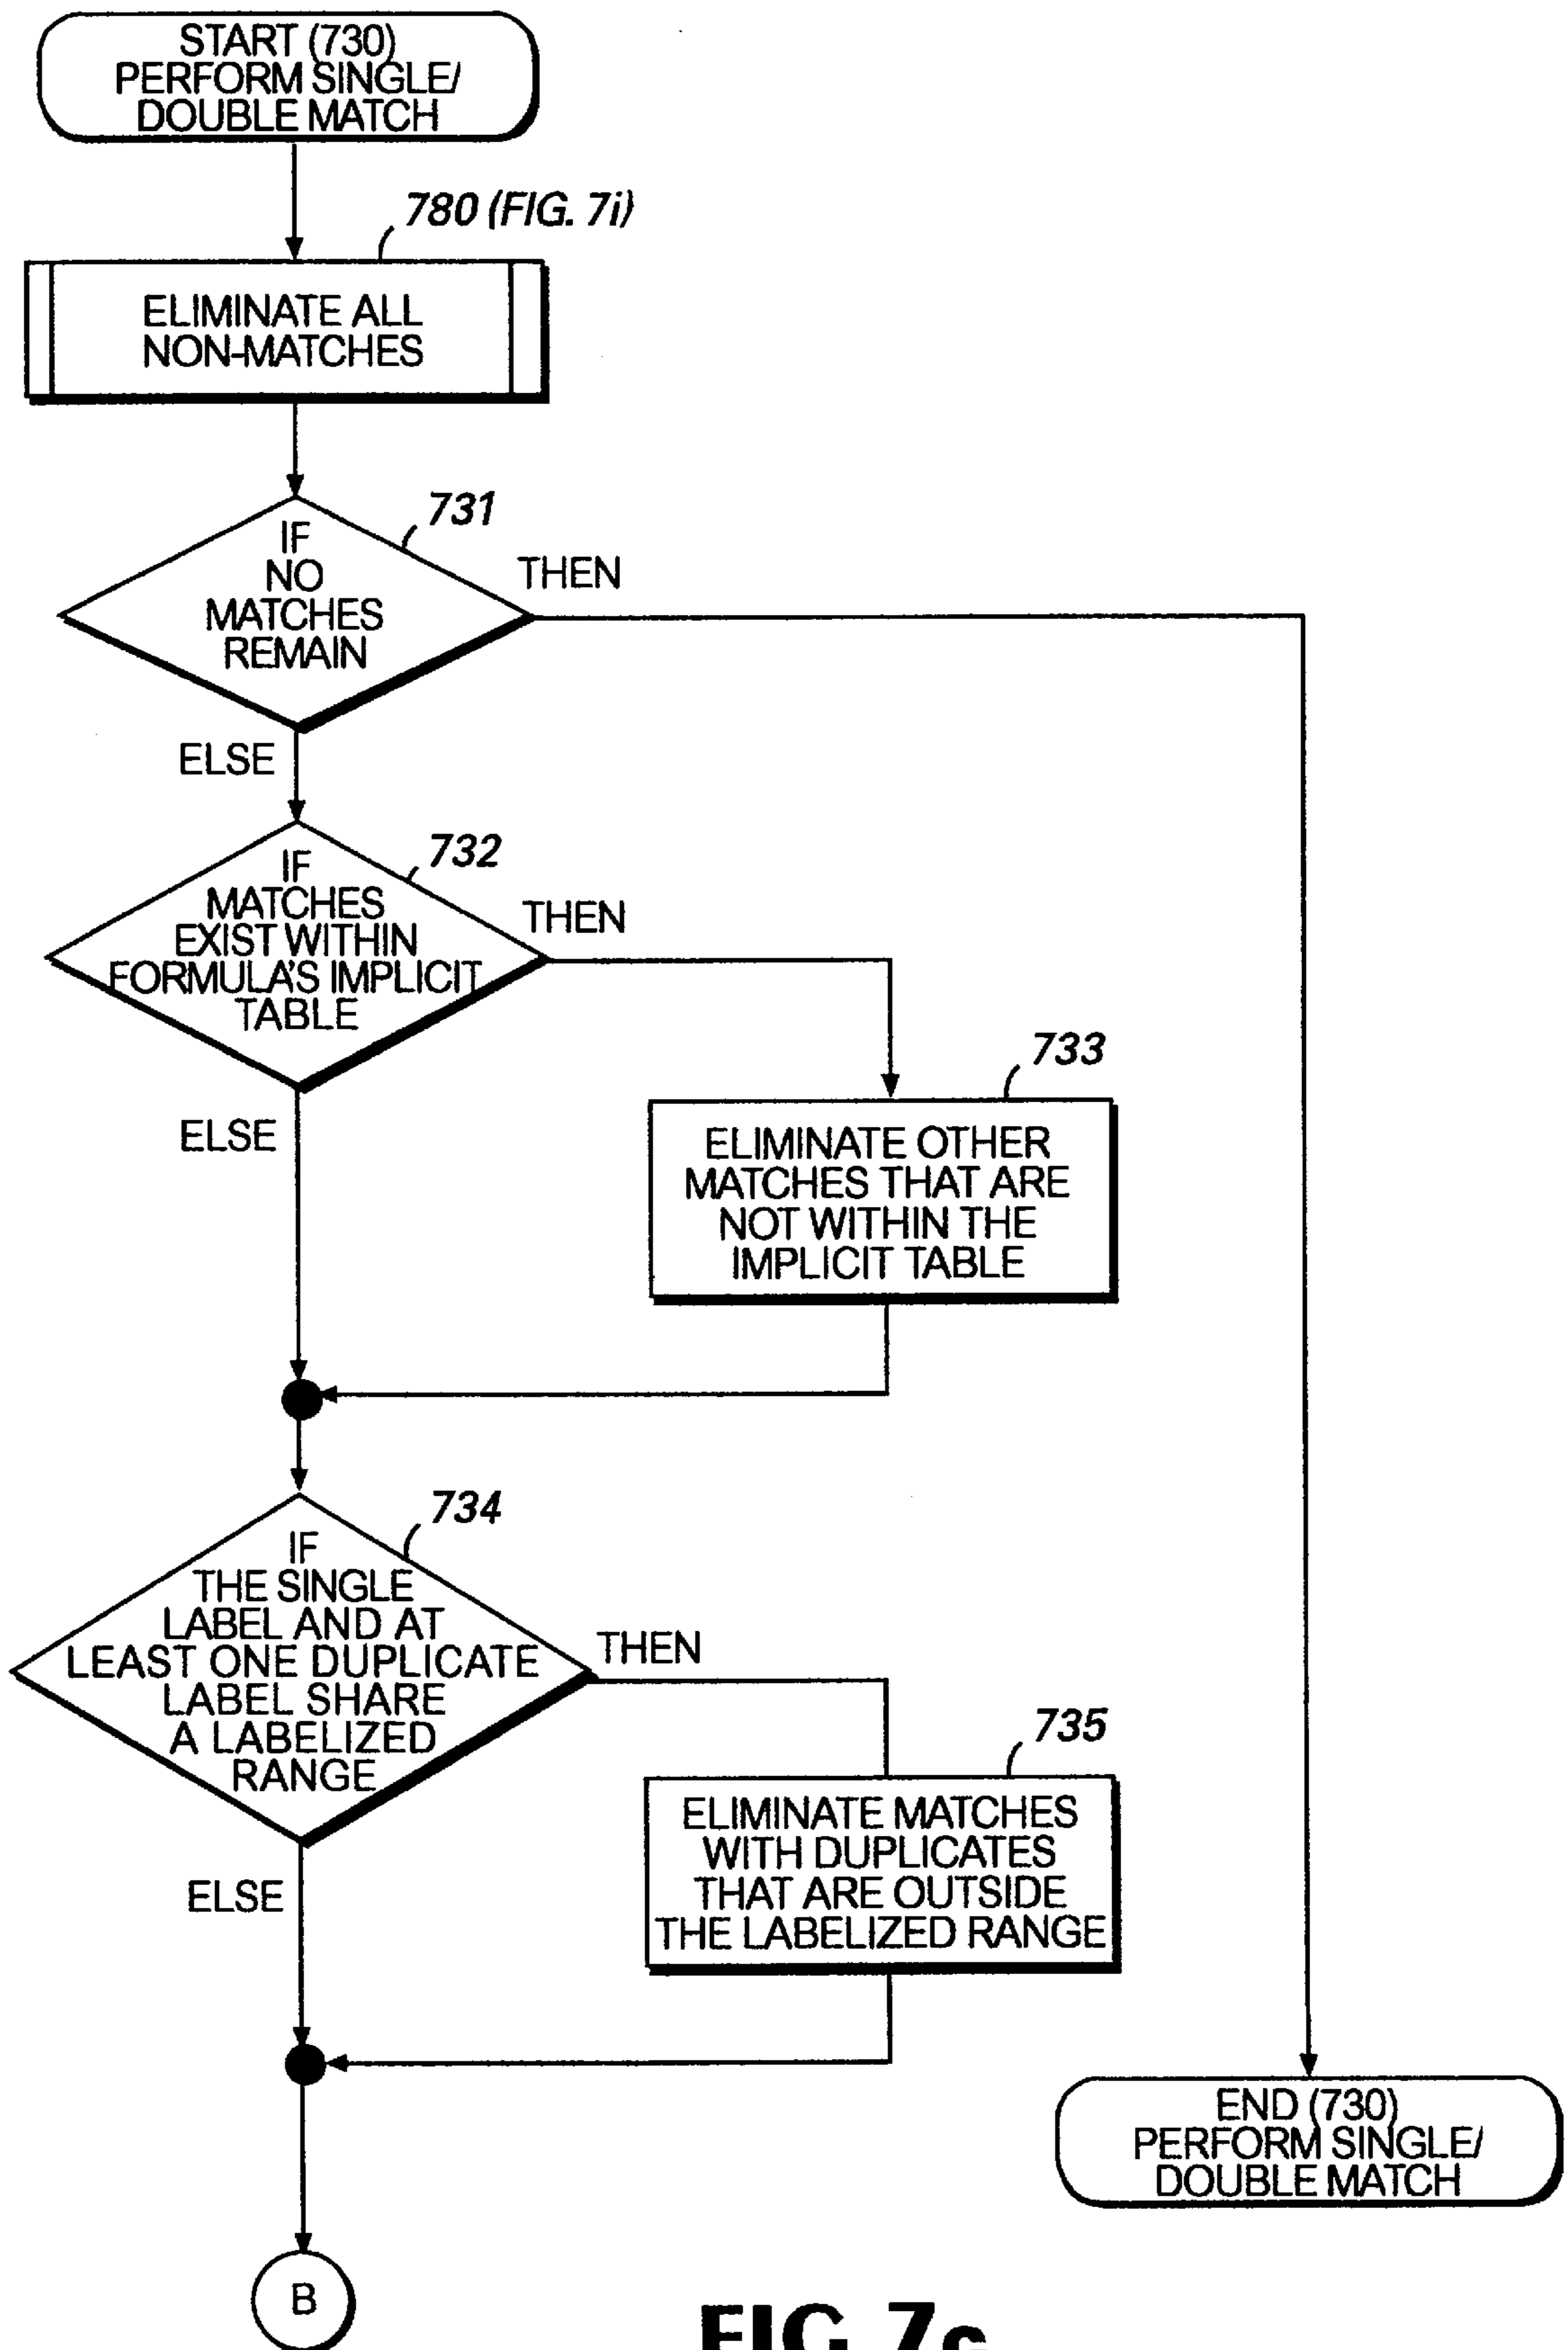 START (730)
PERFORM SINGLE/
DOUBLE MATCH
780 (FIG. 7i)
ELIMINATE ALL
NON-MATCHES
731
IF
NO
MATCHES
REMAIN
THEN
ELSE
732
IF
MATCHES
EXIST WITHIN
FORMULA'S IMPLICIT
TABLE
THEN
ELSE
733
ELIMINATE OTHER
MATCHES THAT ARE
NOT WITHIN THE
IMPLICIT TABLE
734
IF
THE SINGLE
LABEL AND AT
LEAST ONE DUPLICATE
LABEL SHARE
A LABELIZED
RANGE
THEN
ELSE
735
ELIMINATE MATCHES
WITH DUPLICATES
THAT ARE OUTSIDE
THE LABELIZED RANGE
END (730)
PERFORM SINGLE/
DOUBLE MATCH
B
FIG 7c